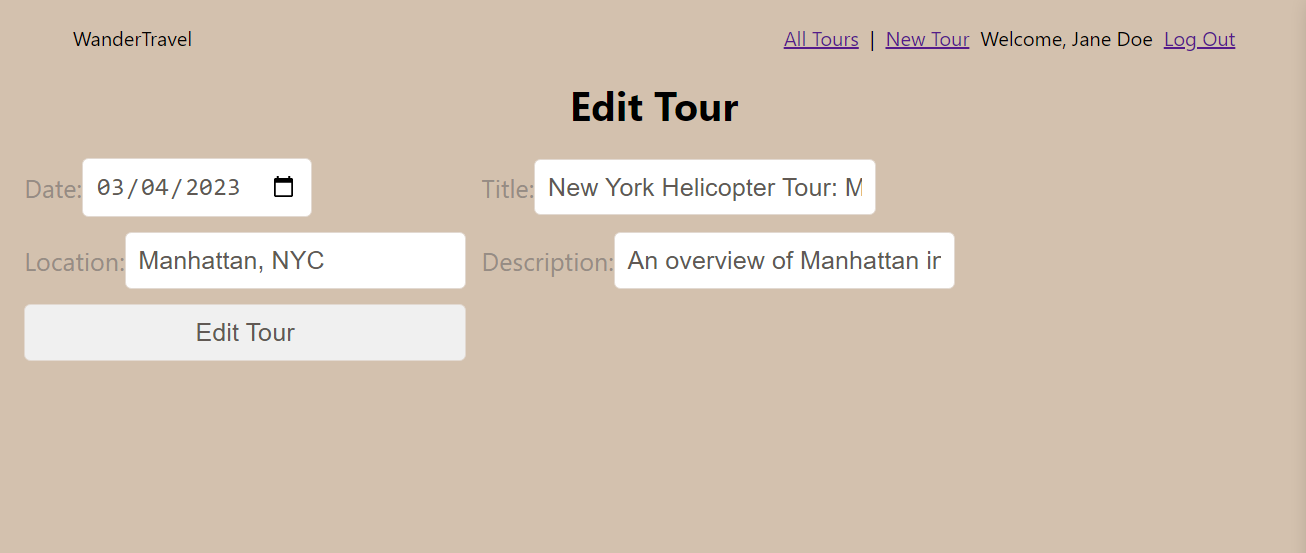 WanderTravel All Tours | New Tour Welcome, Jane Doe Log Out
Edit Tour
Date: 03/04/2023 Title: New York Helicopter Tour:
Location: Manhattan, NYC Description: An overview of Manhattan
Edit Tour